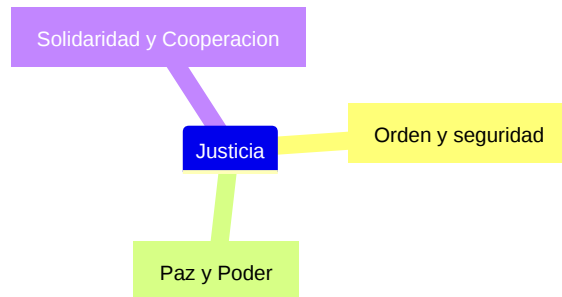 Solidaridad y Cooperacion
Orden y seguridad
Justicia
Paz y Poder